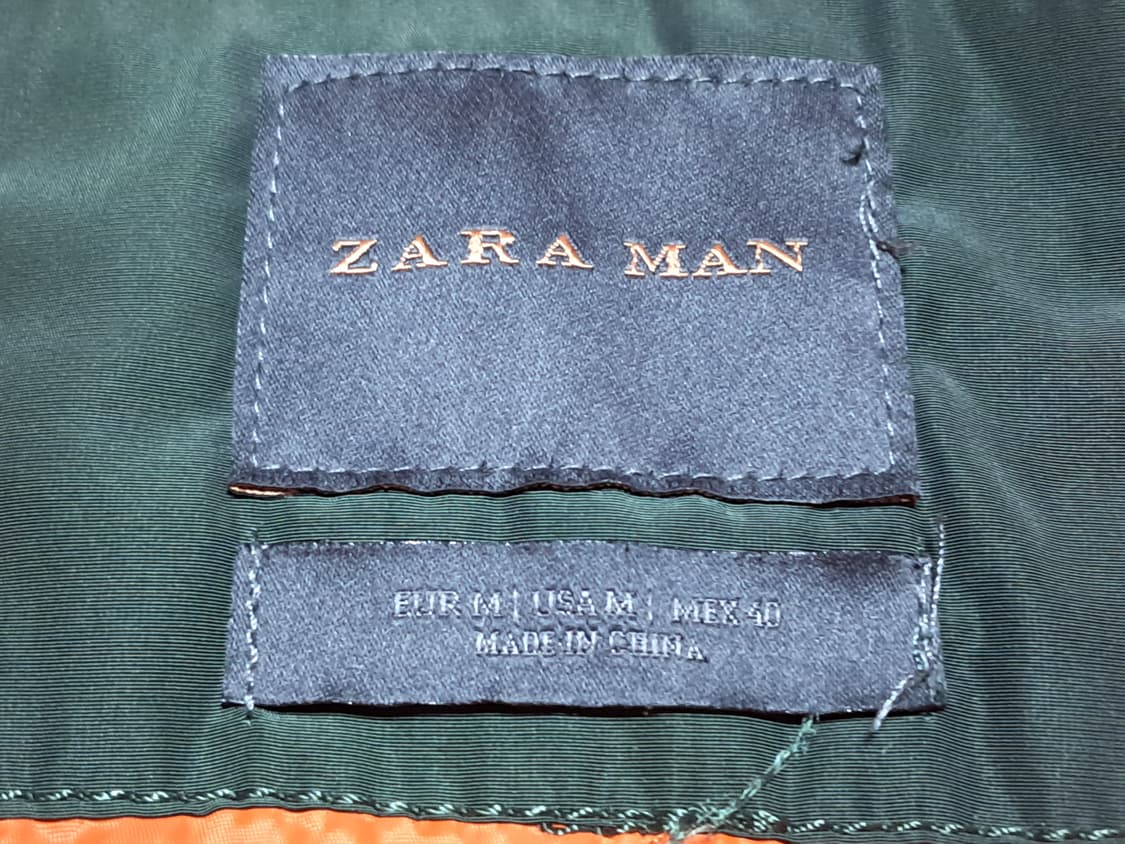 ZARA MAN
EUR M | USA M | MEX 40
MADE IN CHINA